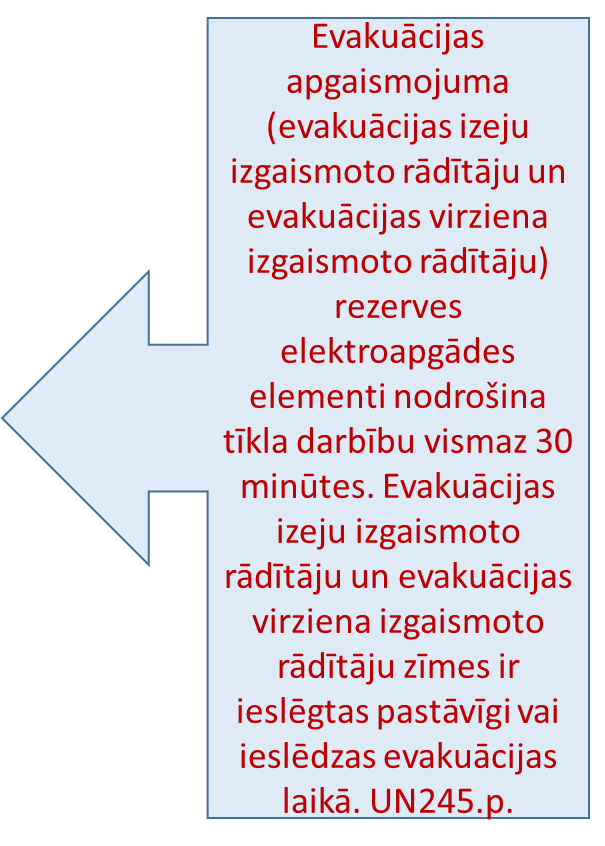 Evakuācijas
apgaismojuma
(evakuācijas izeju
izgaismoto rādītāju un
evakuācijas virziena
izgaismoto rādītāju)
rezerves
elektroapgādes
elementi nodrošina
tīkla darbību vismaz 30
minūtes. Evakuācijas
izeju izgaismoto
rādītāju un evakuācijas
virziena izgaismoto
rādītāju zīmes ir
ieslēgtas pastāvīgi vai
ieslēdzas evakuācijas
laikā. UN245.p.